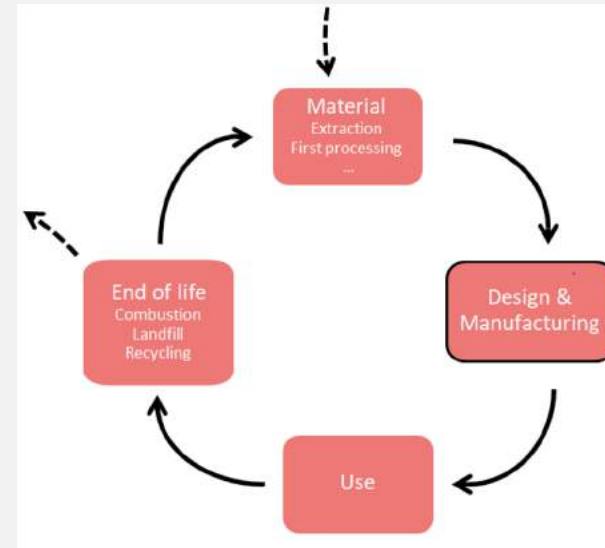 Material
Extraction
First processing
...
Design &
Manufacturing
End of life
Combustion
Landfill
Recycling
Use